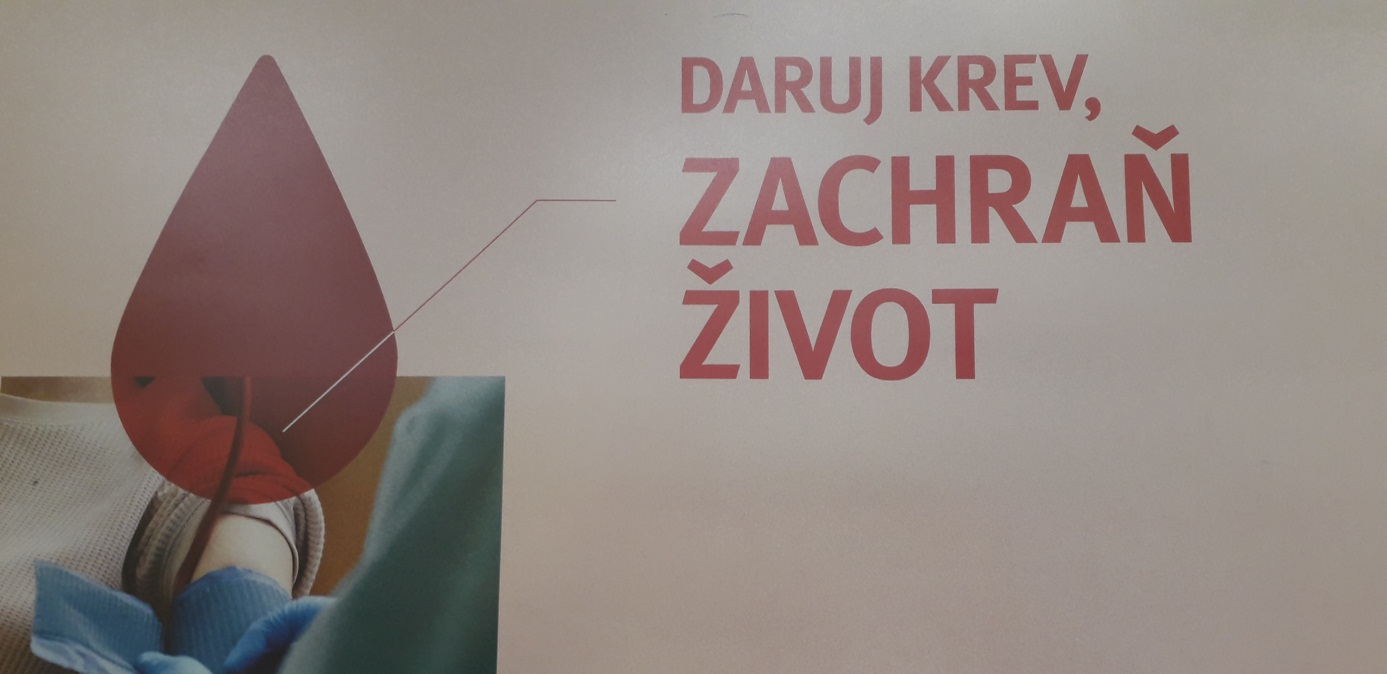 DARUJ KREV,
ZACHRAŇ
ŽIVOT